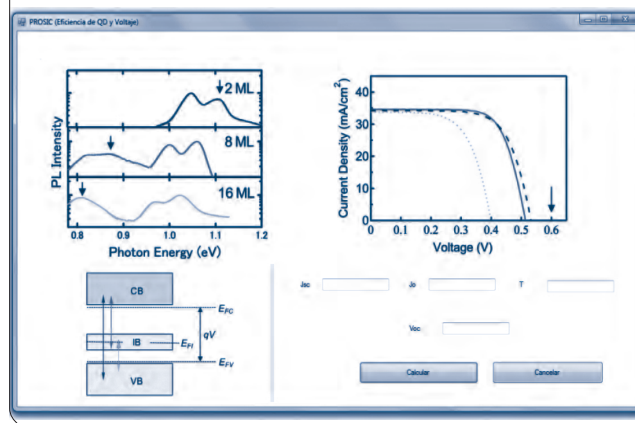 PROSIC (Eficiencia de QD y Voltaje)
2 ML
8 ML
16 ML
PL Intensity
0.8 0.9 1.0 1.1 1.2
Photon Energy (eV)
Current Density (mA/cm²)
40
30
20
10
0
0 0.1 0.2 0.3 0.4 0.5 0.6
Voltage (V)
CB
E_FC
qV
IB
E_FI
E_FV
VB
Jsc
Jo
T
Voc
Calcular
Cancelar